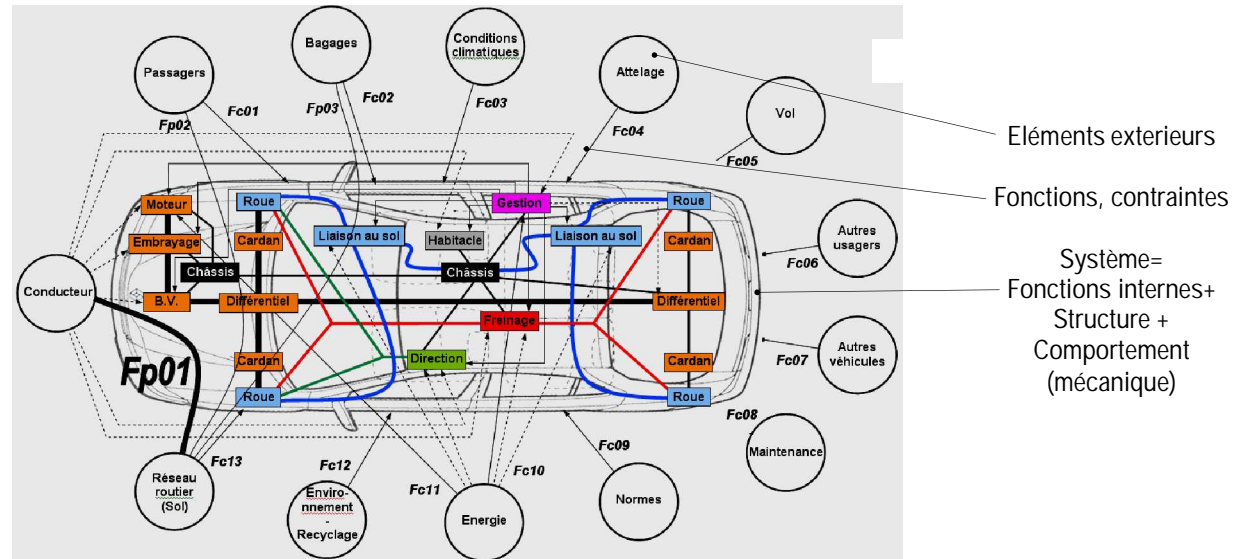 Bagages
Conditions
climatiques
Passagers
Attelage
Vol
Fc01
Fp02
Fp03
Fc02
Fc03
Fc04
Fc05
Eléments exterieurs
Fonctions, contraintes
Système=
Fonctions internes+
Structure +
Comportement
(mécanique)
Moteur
Roue
Gestion
Roue
Embrayage
Cardan
Liaison au sol
Habitacle
Liaison au sol
Cardan
Autres
usagers
Fc06
Châssis
Châssis
Conducteur
B.V.
Différentiel
Différentiel
Freinage
Fp01
Cardan
Direction
Cardan
Fc07
Autres
véhicules
Roue
Roue
Fc08
Maintenance
Fc13
Fc12
Fc11
Fc10
Fc09
Réseau
routier
(Sol)
Enviro-
nnement
-
Recyclage
Energie
Normes